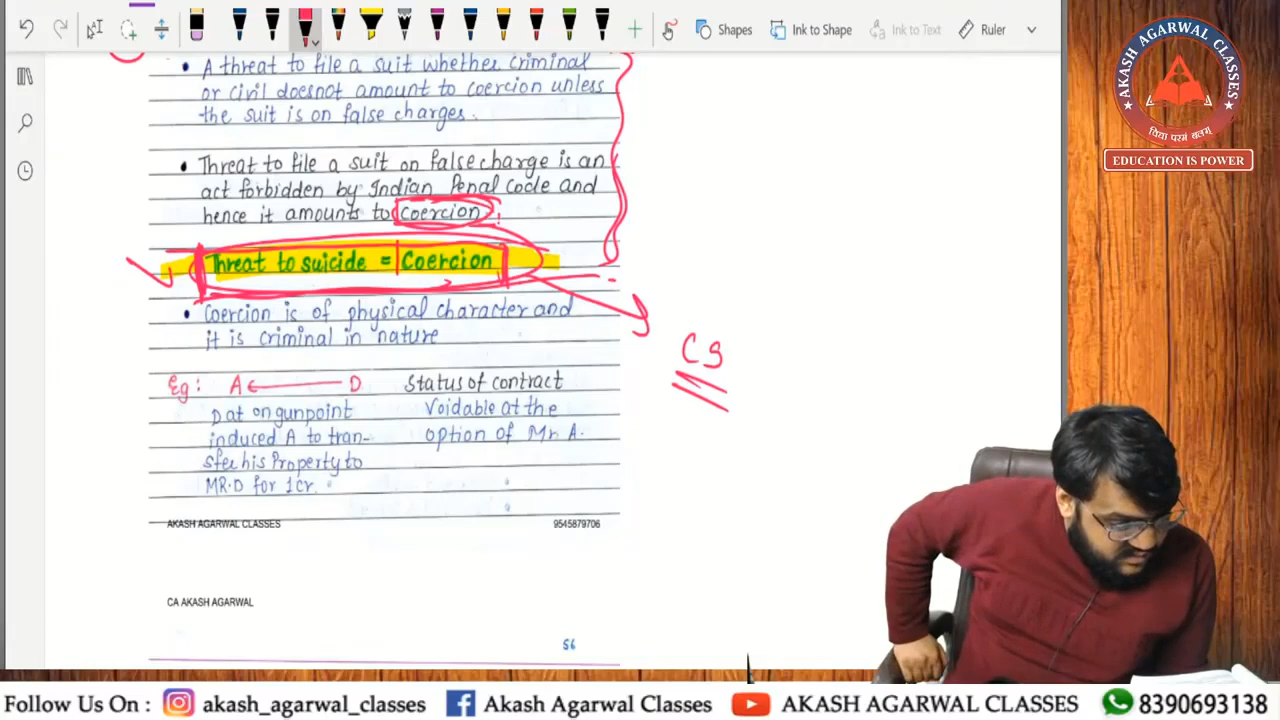 Shapes
Ink to Shape
Ink to Text
Ruler
A threat to file a suit whether criminal
or civil doesnot amount to coercion unless
the suit is on false charges.
Threat to file a suit on false charge is an
act forbidden by Indian Penal Code and
hence it amounts to coercion
Threat to suicide = Coercion
Coercion is of physical character and
it is criminal in nature
Eg: A D Status of contract
D at on gunpoint Voidable at the
induced A to tran- option of Mr. A.
sfer his Property to
MR.D for 1cr.
AKASH AGARWAL CLASSES 9545879706
CA AKASH AGARWAL
56
AKASH AGARWAL CLASSES
विद्या परमं बलम्
EDUCATION IS POWER
Follow Us On : akash_agarwal_classes Akash Agarwal Classes AKASH AGARWAL CLASSES 8390693138